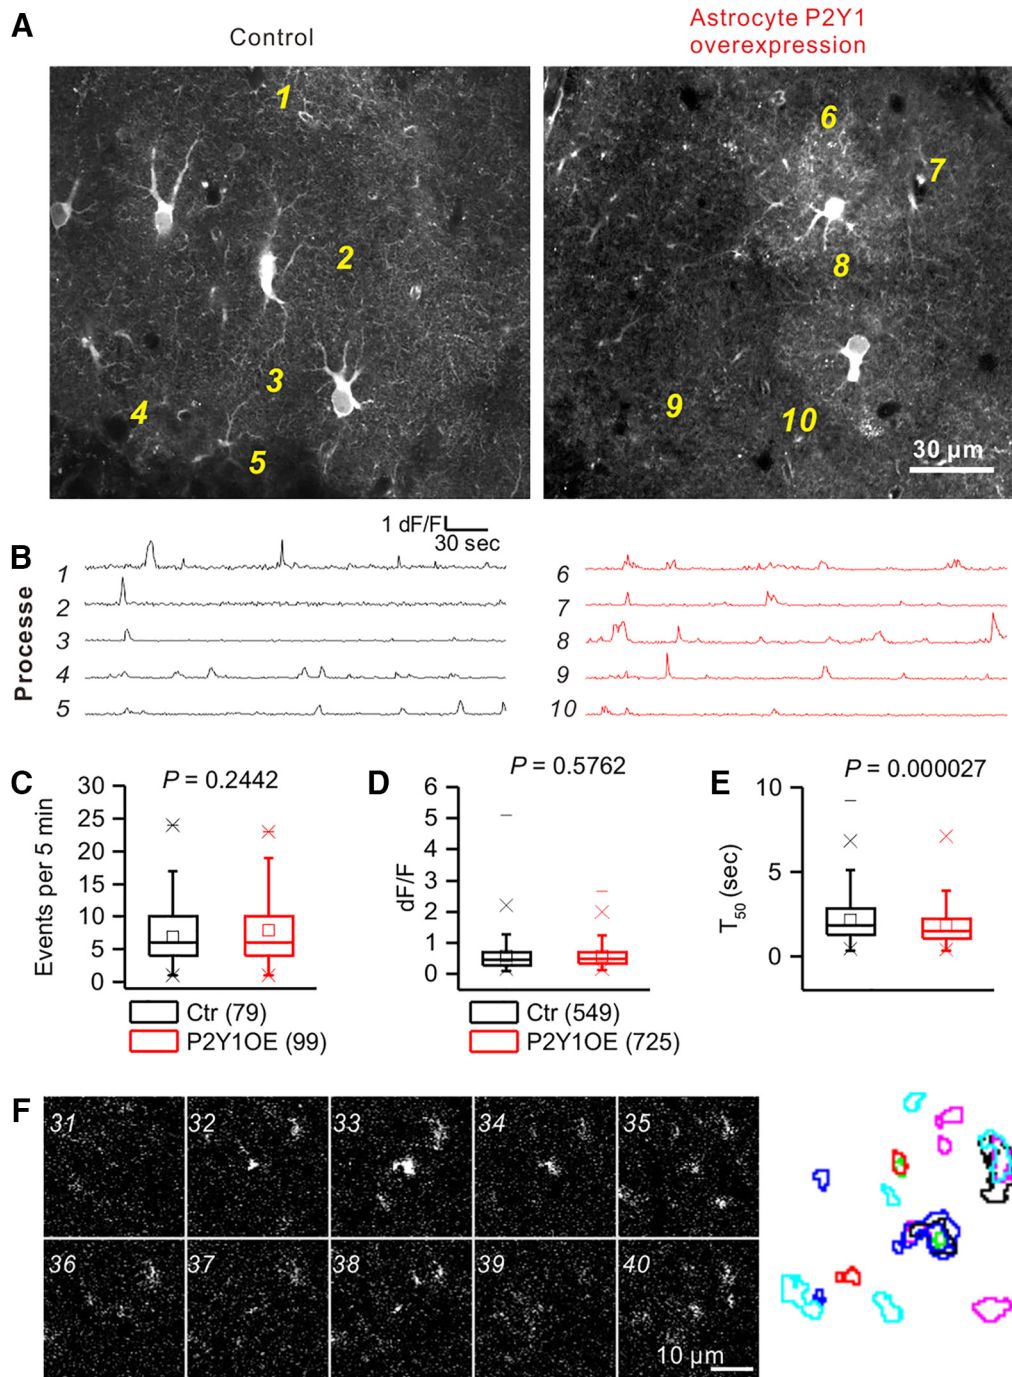 A
Control
Astrocyte P2Y1
overexpression
1
2
3
4
5
6
7
8
9
10
30 µm
B
1 dF/F
30 sec
Processe
1
2
3
4
5
6
7
8
9
10
C
P = 0.2442
Events per 5 min
30
25
20
15
10
5
0
Ctr (79)
P2Y1OE (99)
D
P = 0.5762
dF/F
6
5
4
3
2
1
0
Ctr (549)
P2Y1OE (725)
E
P = 0.000027
T50 (sec)
10
5
0
F
31
32
33
34
35
36
37
38
39
40
10 µm